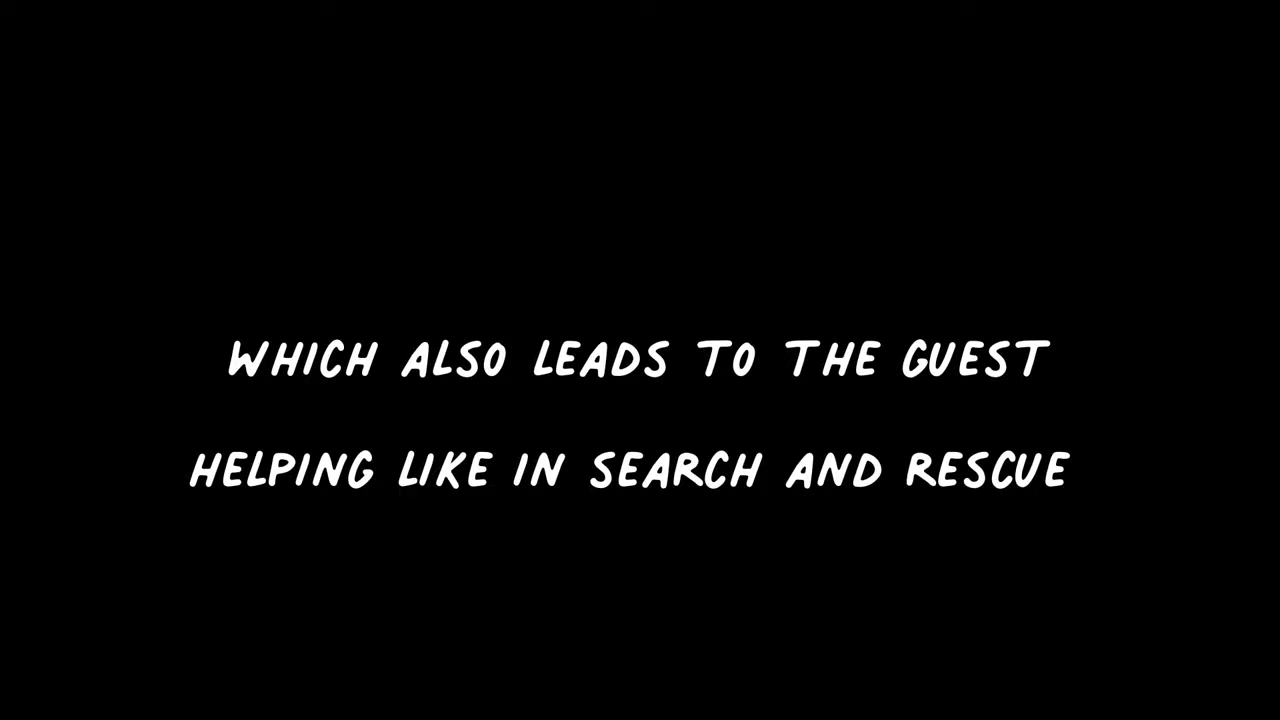 WHICH ALSO LEADS TO THE GUEST
HELPING LIKE IN SEARCH AND RESCUE